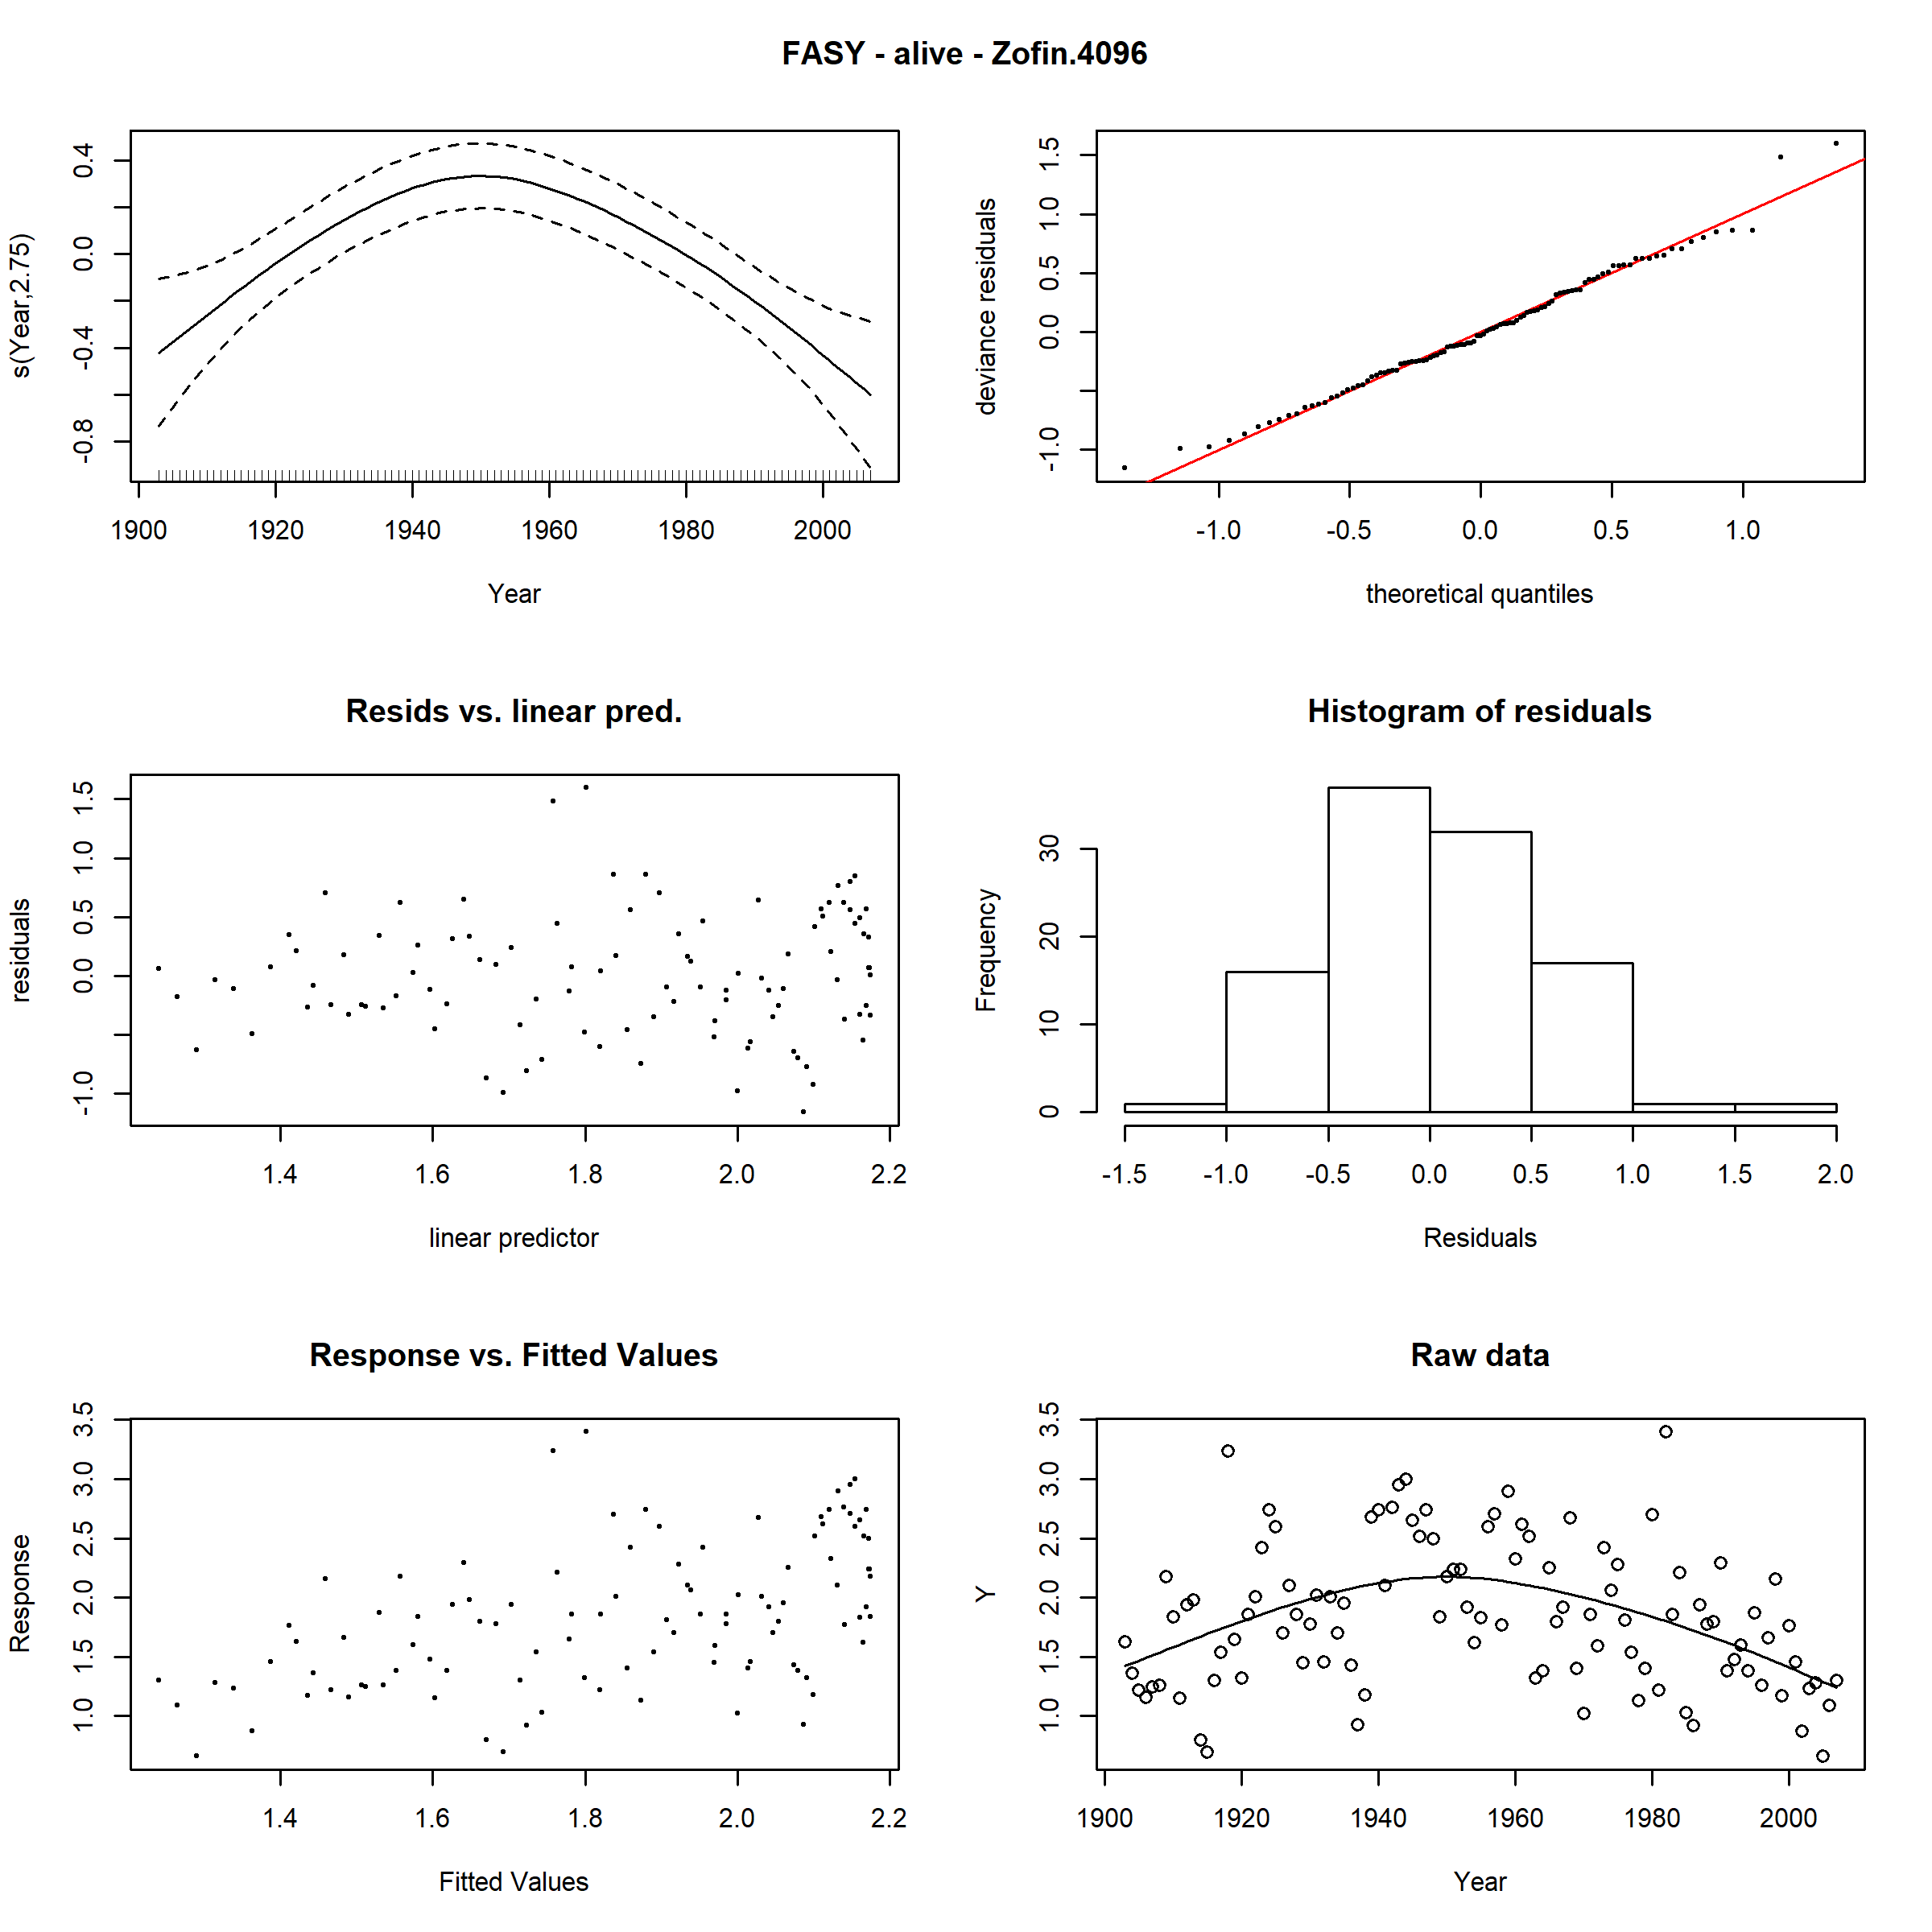 FASY - alive - Zofin.4096
s(Year,2.75)
0.4
0.0
-0.4
-0.8
1900 1920 1940 1960 1980 2000
Year
deviance residuals
1.5
1.0
0.5
0.0
-1.0
-1.0 -0.5 0.0 0.5 1.0
theoretical quantiles
Resids vs. linear pred.
residuals
1.5
1.0
0.5
0.0
-1.0
1.4 1.6 1.8 2.0 2.2
linear predictor
Histogram of residuals
Frequency
30
20
10
0
-1.5 -1.0 -0.5 0.0 0.5 1.0 1.5 2.0
Residuals
Response vs. Fitted Values
Response
3.5
3.0
2.5
2.0
1.5
1.0
1.4 1.6 1.8 2.0 2.2
Fitted Values
Raw data
Y
3.5
3.0
2.5
2.0
1.5
1.0
1900 1920 1940 1960 1980 2000
Year